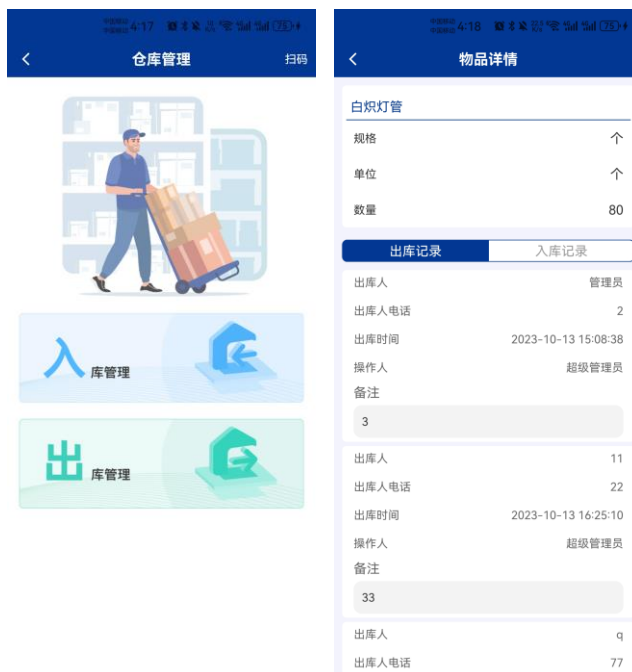 4:17
仓库管理
扫码
入库管理
出库管理
4:18
物品详情
白炽灯管
规格 个
单位 个
数量 80
出库记录 入库记录
出库人 管理员
出库人电话 2
出库时间 2023-10-13 15:08:38
操作人 超级管理员
备注
3
出库人 11
出库人电话 22
出库时间 2023-10-13 16:25:10
操作人 超级管理员
备注
33
出库人 q
出库人电话 77